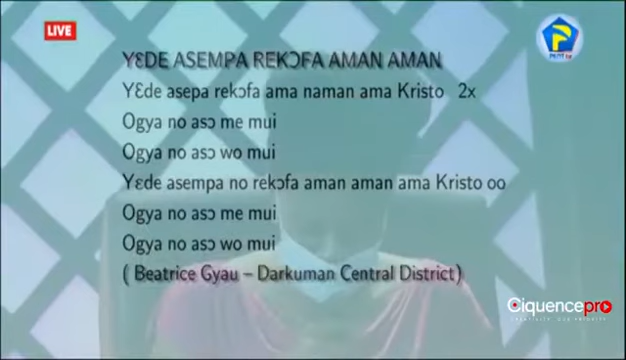 LIVE
YƐDE ASEMPA REKƆFA AMAN AMAN
YƐde asepa rekɔfa ama naman ama Kristo 2x
Ogya no asɔ me mui
Ogya no asɔ wo mui
YƐde asempa no rekɔfa aman aman ama Kristo oo
Ogya no asɔ me mui
Ogya no asɔ wo mui
( Beatrice Gyau – Darkuman Central District)
Ciquencepro